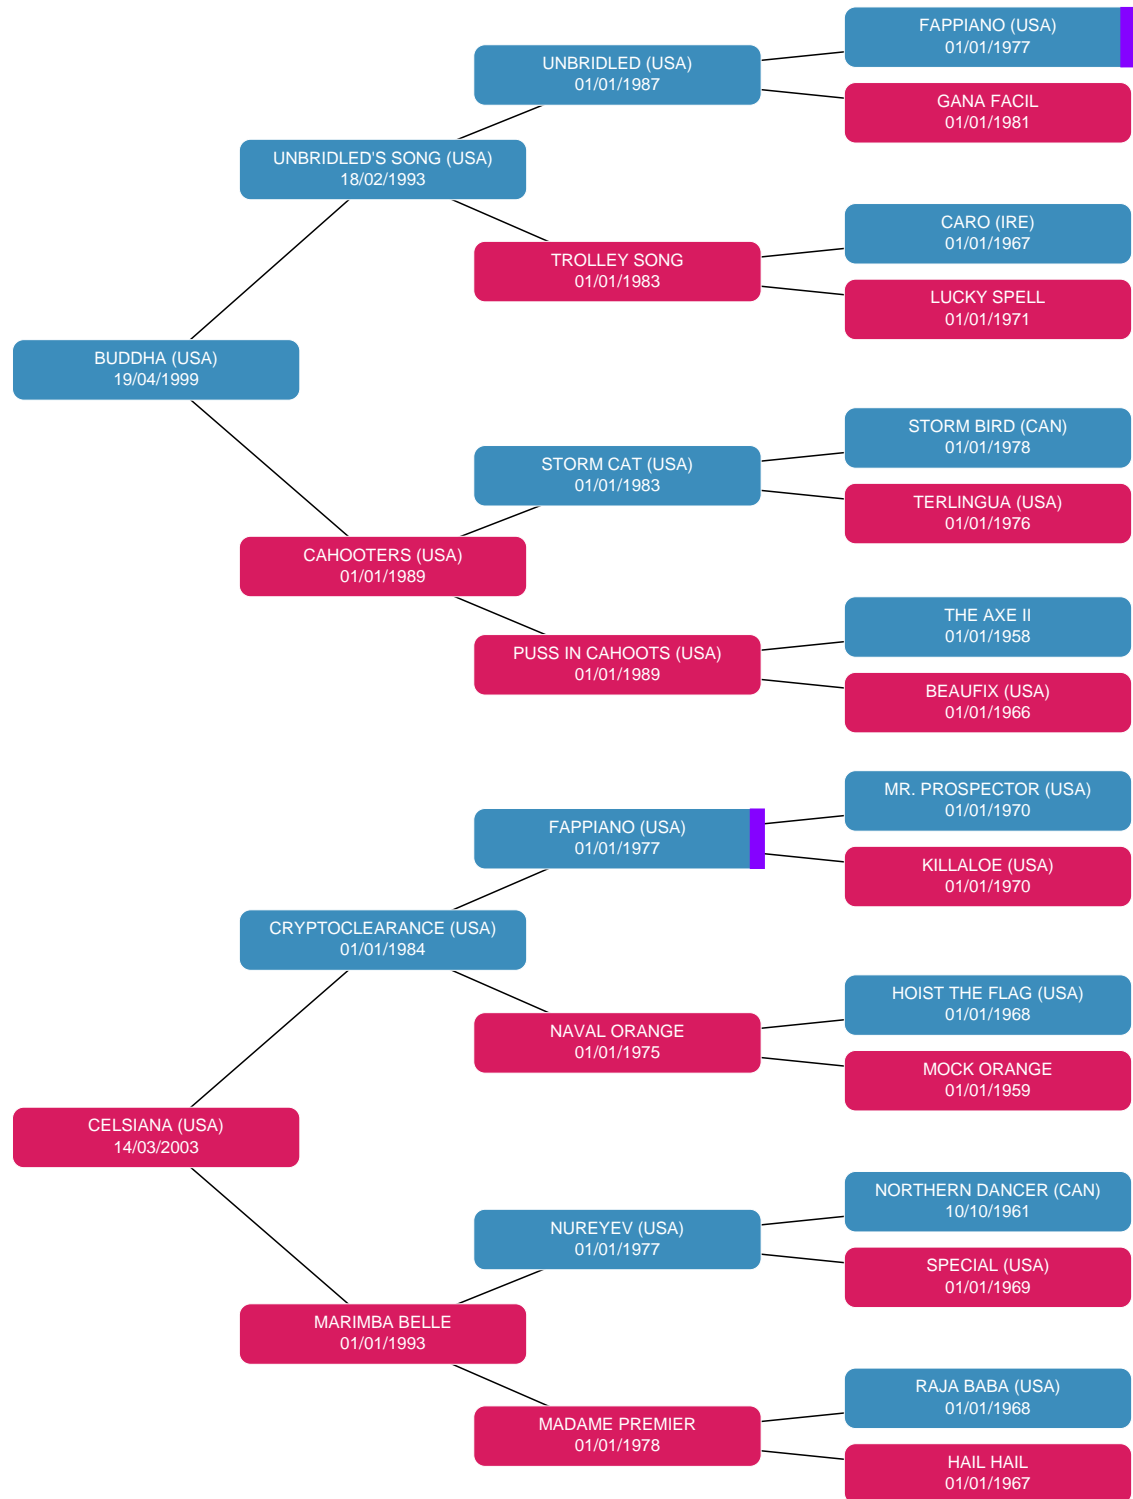 FAPPIANO (USA)
01/01/1977
UNBRIDLED (USA)
01/01/1987
GANA FACIL
01/01/1981
UNBRIDLED'S SONG (USA)
18/02/1993
CARO (IRE)
01/01/1967
TROLLEY SONG
01/01/1983
LUCKY SPELL
01/01/1971
BUDDHA (USA)
19/04/1999
STORM BIRD (CAN)
01/01/1978
STORM CAT (USA)
01/01/1983
TERLINGUA (USA)
01/01/1976
CAHOOTERS (USA)
01/01/1989
THE AXE II
01/01/1958
PUSS IN CAHOOTS (USA)
01/01/1989
BEAUFIX (USA)
01/01/1966
MR. PROSPECTOR (USA)
01/01/1970
FAPPIANO (USA)
01/01/1977
KILLALOE (USA)
01/01/1970
CRYPTOCLEARANCE (USA)
01/01/1984
HOIST THE FLAG (USA)
01/01/1968
NAVAL ORANGE
01/01/1975
MOCK ORANGE
01/01/1959
CELSIANA (USA)
14/03/2003
NORTHERN DANCER (CAN)
10/10/1961
NUREYEV (USA)
01/01/1977
SPECIAL (USA)
01/01/1969
MARIMBA BELLE
01/01/1993
RAJA BABA (USA)
01/01/1968
MADAME PREMIER
01/01/1978
HAIL HAIL
01/01/1967